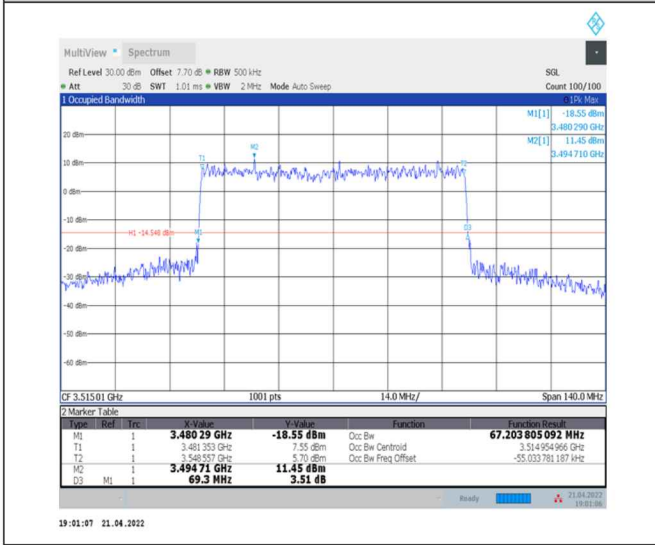 MultiView Spectrum
Ref Level 30.00 dBm Offset 7.70 dB RBW 500 kHz SGL
Att 30 dB SWT 1.01 ms VBW 2 MHz Mode Auto Sweep Count 100/100
1 Occupied Bandwidth 1Pk Max
M1[1] -18.55 dBm
3.480 290 GHz
M2[1] 11.45 dBm
3.494 710 GHz
20 dBm
M2
T1
T2
10 dBm
0 dBm
-10 dBm
H1 -14.548 dBm
M1
D3
-20 dBm
-30 dBm
-40 dBm
-50 dBm
-60 dBm
CF 3.515 01 GHz 1001 pts 14.0 MHz/ Span 140.0 MHz
2 Marker Table
Type Ref Trc X-Value Y-Value Function Function Result
M1 1 3.480 29 GHz -18.55 dBm Occ Bw 67.203 805 092 MHz
T1 1 3.481 353 GHz 7.55 dBm Occ Bw Centroid 3.514 954 966 GHz
T2 1 3.548 557 GHz 5.70 dBm Occ Bw Freq Offset -55.033 781 187 kHz
M2 1 3.494 71 GHz 11.45 dBm
D3 M1 1 69.3 MHz 3.51 dB
Ready 21.04.2022
19:01:06
19:01:07 21.04.2022